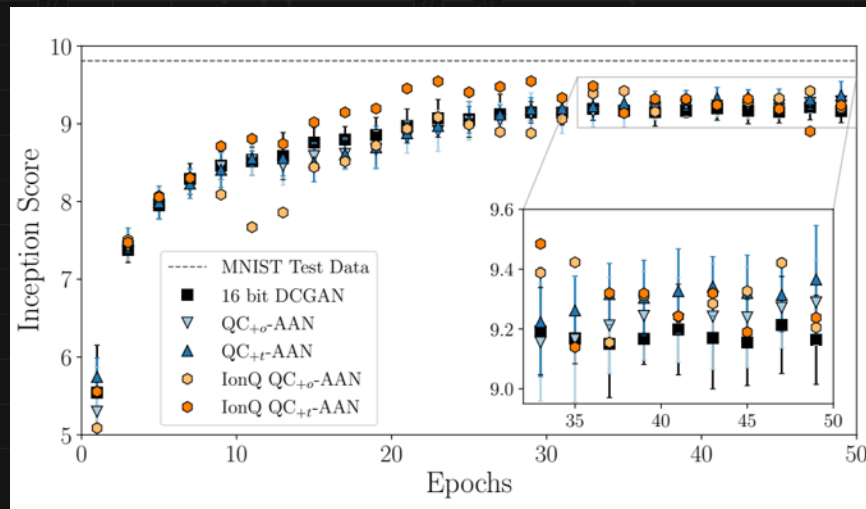 10
9
8
7
6
5
Inception Score
0
10
20
30
40
50
Epochs
MNIST Test Data
16 bit DCGAN
QC+o-AAN
QC+t-AAN
IonQ QC+o-AAN
IonQ QC+t-AAN
9.6
9.4
9.2
9.0
35
40
45
50